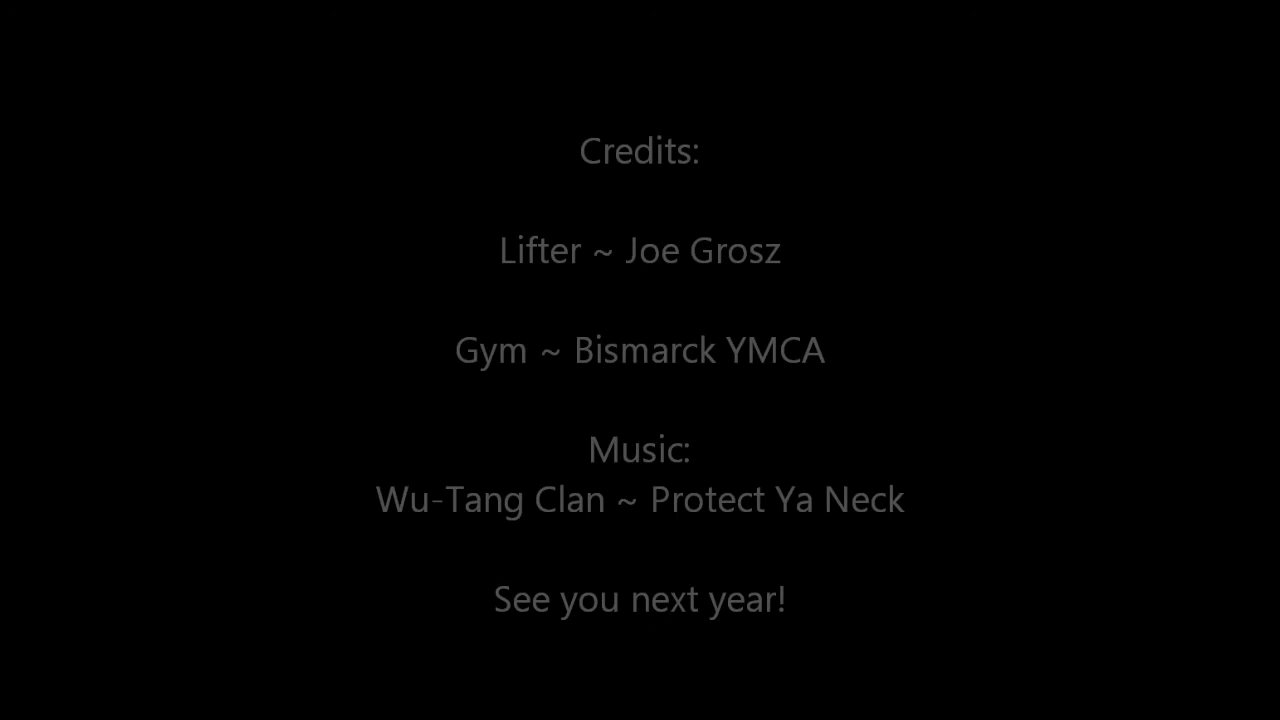 Credits:
Lifter ~ Joe Grosz
Gym ~ Bismarck YMCA
Music:
Wu-Tang Clan ~ Protect Ya Neck
See you next year!